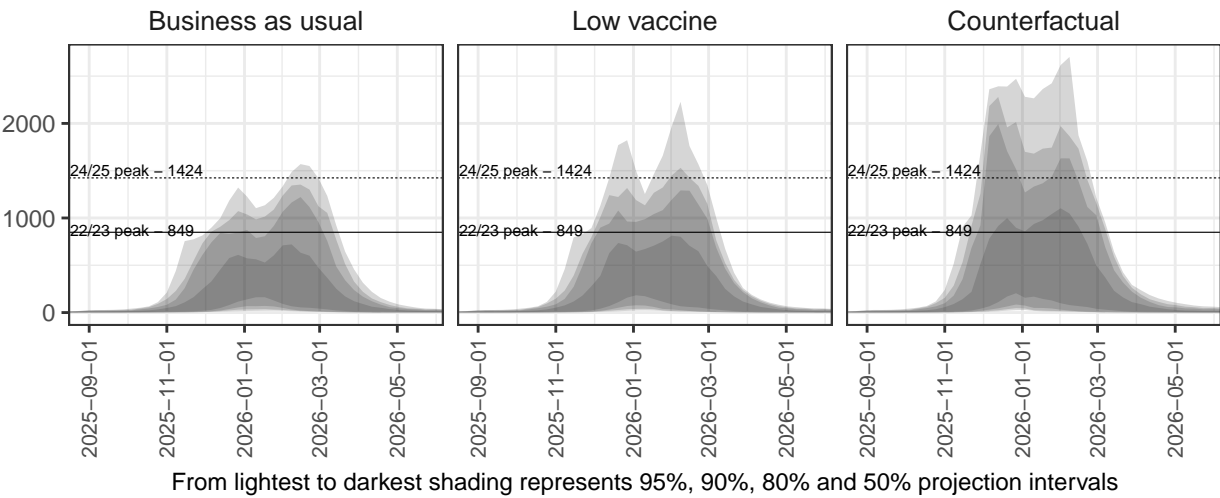 Business as usual
Low vaccine
Counterfactual
2000
1000
0
24/25 peak − 1424
22/23 peak − 849
24/25 peak − 1424
22/23 peak − 849
24/25 peak − 1424
22/23 peak − 849
2025−09−01
2025−11−01
2026−01−01
2026−03−01
2026−05−01
2025−09−01
2025−11−01
2026−01−01
2026−03−01
2026−05−01
2025−09−01
2025−11−01
2026−01−01
2026−03−01
2026−05−01
From lightest to darkest shading represents 95%, 90%, 80% and 50% projection intervals